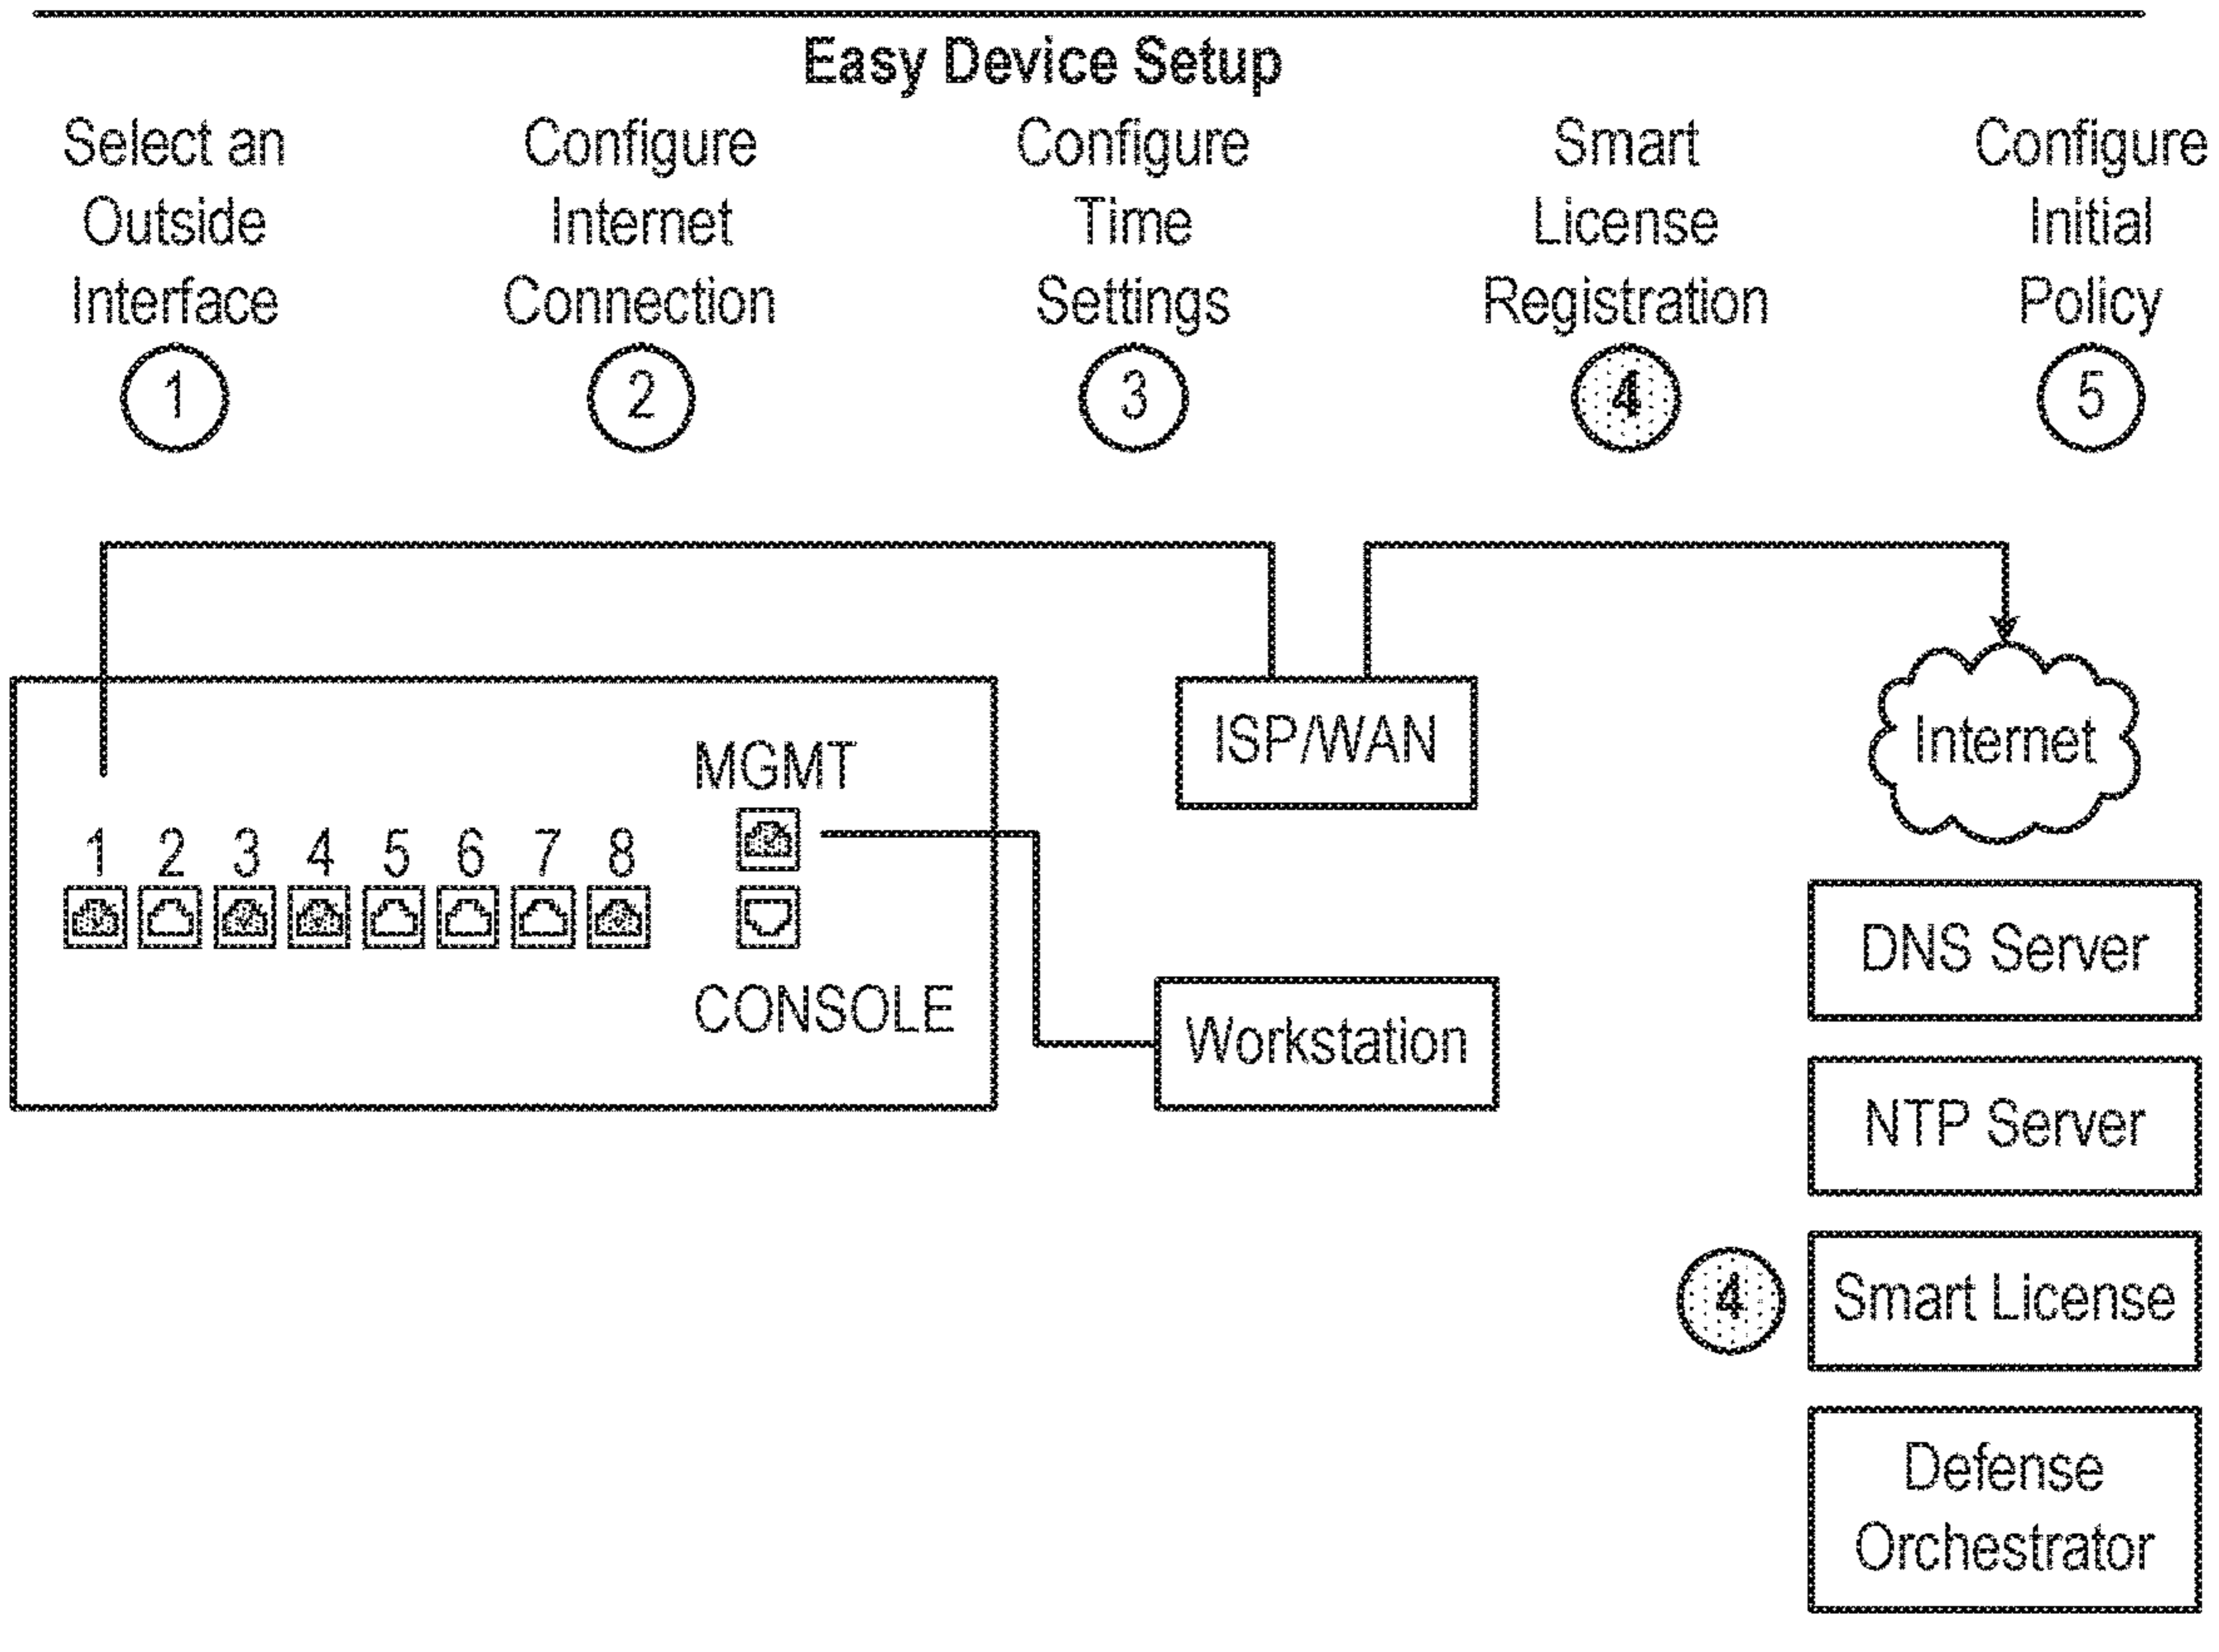 Easy Device Setup
Select an
Outside
Interface
1
Configure
Internet
Connection
2
Configure
Time
Settings
3
Smart
License
Registration
4
Configure
Initial
Policy
5
MGMT
1 2 3 4 5 6 7 8
CONSOLE
ISP/WAN
Workstation
Internet
DNS Server
NTP Server
4
Smart License
Defense
Orchestrator